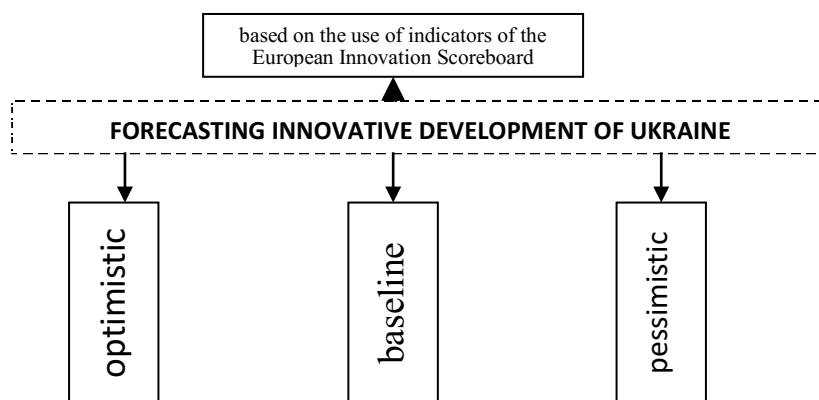 based on the use of indicators of the
European Innovation Scoreboard
FORECASTING INNOVATIVE DEVELOPMENT OF UKRAINE
optimistic
baseline
pessimistic